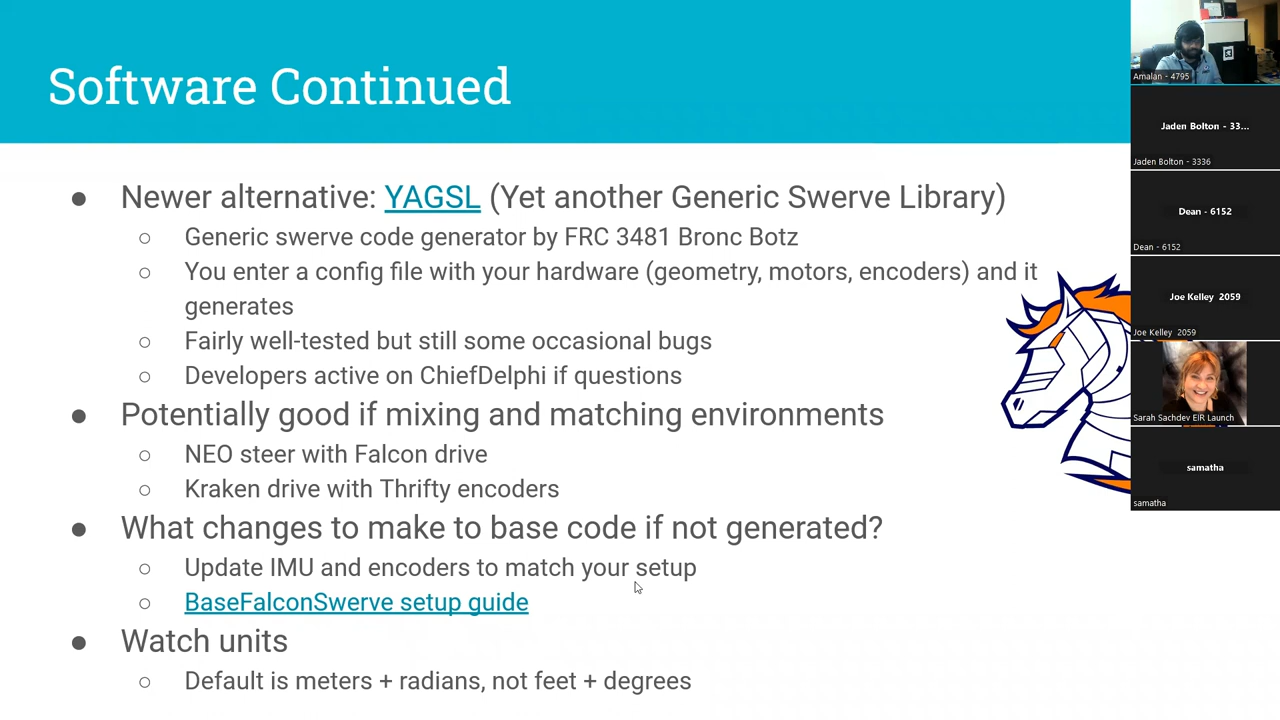 Software Continued
● Newer alternative: YAGSL (Yet another Generic Swerve Library)
○ Generic swerve code generator by FRC 3481 Bronc Botz
○ You enter a config file with your hardware (geometry, motors, encoders) and it
generates
○ Fairly well-tested but still some occasional bugs
○ Developers active on ChiefDelphi if questions
● Potentially good if mixing and matching environments
○ NEO steer with Falcon drive
○ Kraken drive with Thrifty encoders
● What changes to make to base code if not generated?
○ Update IMU and encoders to match your setup
○ BaseFalconSwerve setup guide
● Watch units
○ Default is meters + radians, not feet + degrees
Amalan - 4795
Jaden Bolton - 33...
Jaden Bolton - 3336
Dean - 6152
Dean - 6152
Joe Kelley 2059
Joe Kelley 2059
Sarah Sachdev EIR Launch
samatha
samatha